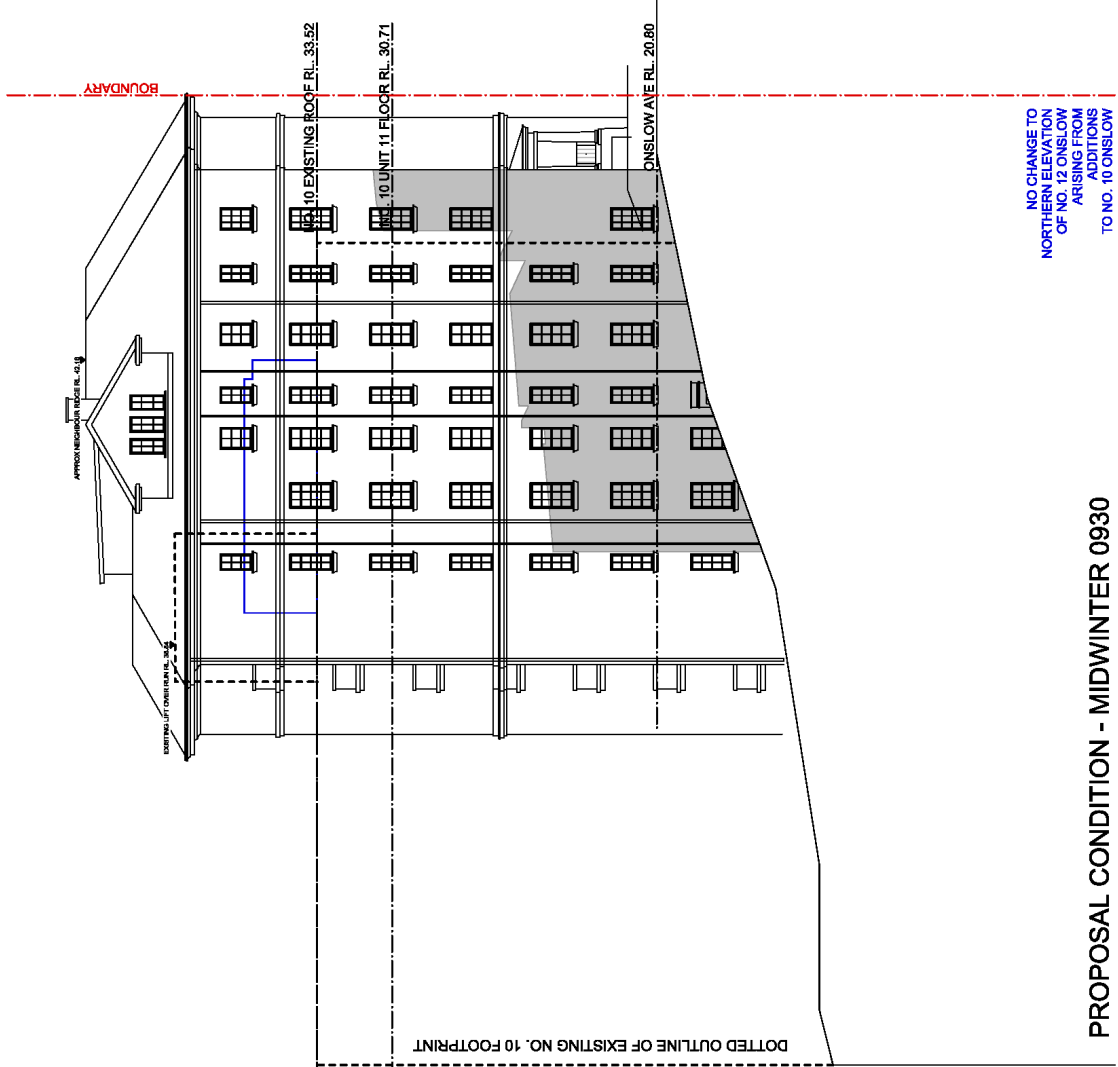 BOUNDARY
NO. 10 EXISTING ROOF RL. 33.52
NO. 10 UNIT 11 FLOOR RL. 30.71
ONSLOW AVE RL. 20.80
APPROX NEIGHBOUR RIDGE RL. 42.18
EXISTING LIFT OVER RUN RL.
NO CHANGE TO
NORTHERN ELEVATION
OF NO. 12 ONSLOW
ARISING FROM
ADDITIONS
TO NO. 10 ONSLOW
DOTTED OUTLINE OF EXISTING NO. 10 FOOTPRINT
PROPOSAL CONDITION - MIDWINTER 0930